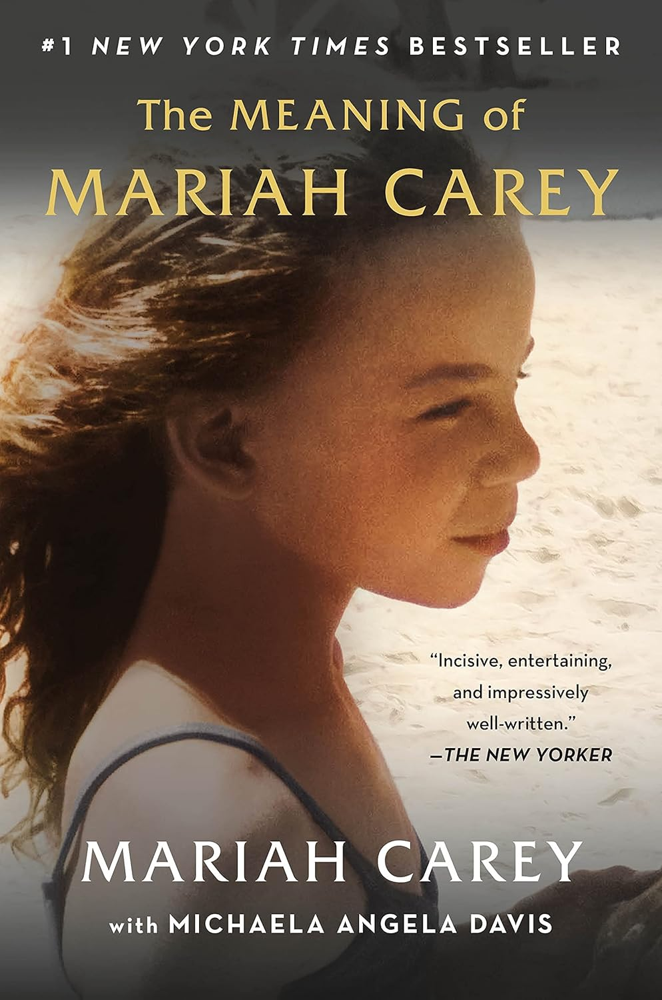 #1 NEW YORK TIMES BESTSELLER
The MEANING of
MARIAH CAREY
“Incisive, entertaining,
and impressively
well-written.”
—THE NEW YORKER
MARIAH CAREY
with MICHAELA ANGELA DAVIS